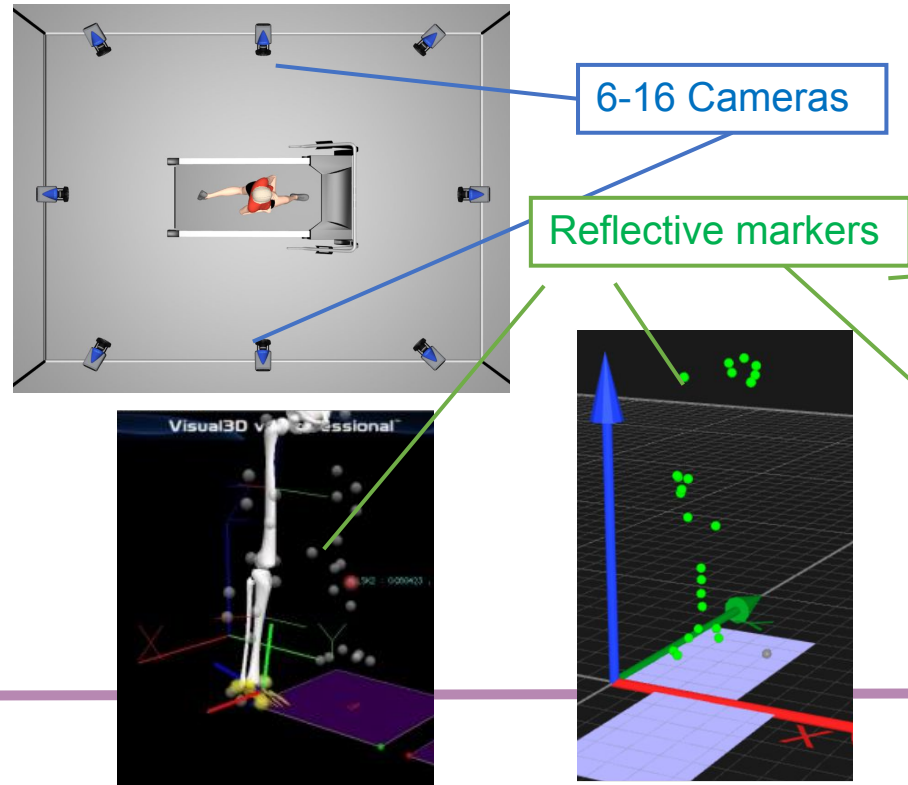 6-16 Cameras
Reflective markers
Visual3D v
essional
X
Y
X